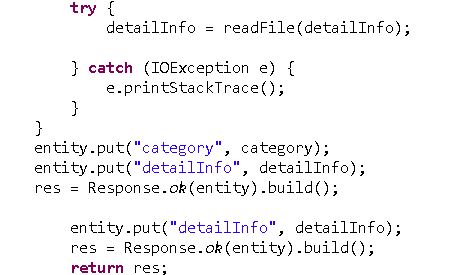 try {
detailInfo = readFile(detailInfo);
} catch (IOException e) {
e.printStackTrace();
}
}
entity.put("category", category);
entity.put("detailInfo", detailInfo);
res = Response.ok(entity).build();
entity.put("detailInfo", detailInfo);
res = Response.ok(entity).build();
return res;